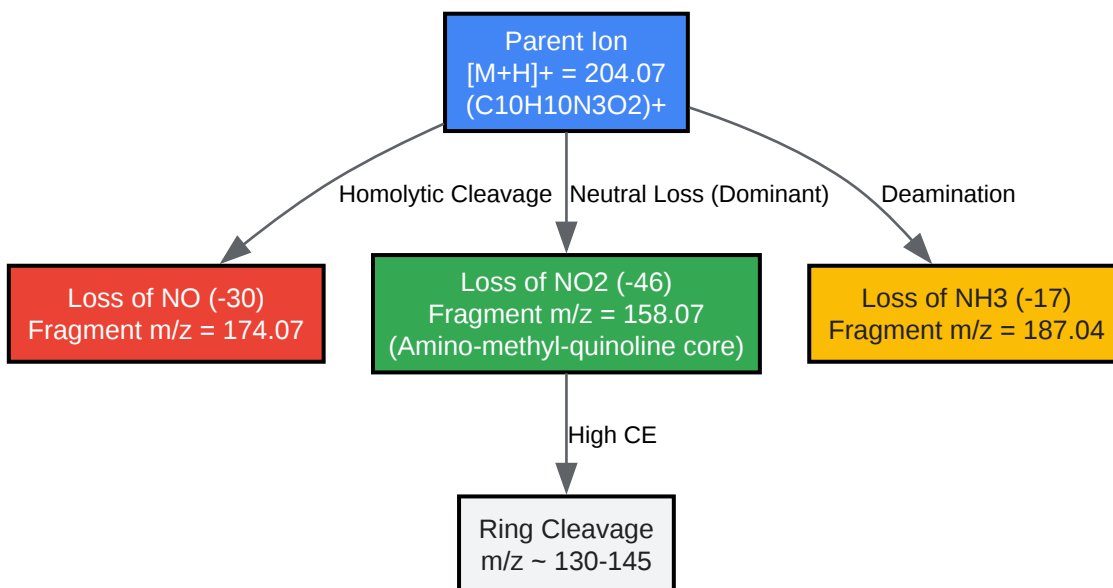 Parent Ion
[M+H]+ = 204.07
(C10H10N3O2)+
Homolytic Cleavage
Neutral Loss (Dominant)
Deamination
Loss of NO (-30)
Fragment m/z = 174.07
Loss of NO2 (-46)
Fragment m/z = 158.07
(Amino-methyl-quinoline core)
Loss of NH3 (-17)
Fragment m/z = 187.04
High CE
Ring Cleavage
m/z ~ 130-145